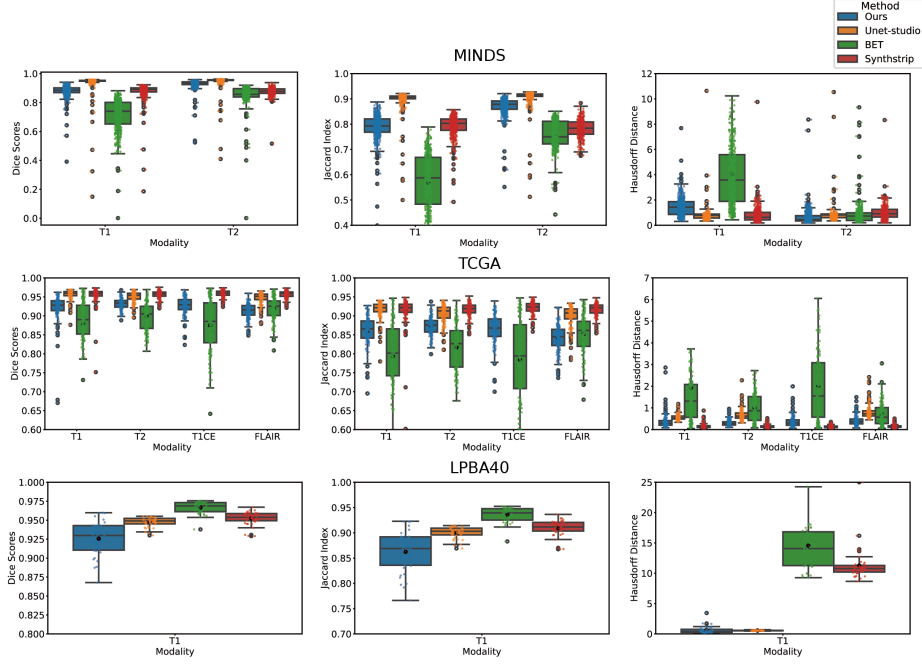 Method
Ours
Unet-studio
BET
Synthstrip
MINDS
Dice Scores
1.0
0.8
0.6
0.4
0.2
0.0
T1 T2
Modality
Jaccard Index
1.0
0.9
0.8
0.7
0.6
0.5
0.4
T1 T2
Modality
Hausdorff Distance
12
10
8
6
4
2
0
T1 T2
Modality
TCGA
Dice Scores
1.00
0.95
0.90
0.85
0.80
0.75
0.70
0.65
0.60
T1 T2 T1CE FLAIR
Modality
Jaccard Index
1.00
0.95
0.90
0.85
0.80
0.75
0.70
0.65
0.60
T1 T2 T1CE FLAIR
Modality
Hausdorff Distance
7
6
5
4
3
2
1
0
T1 T2 T1CE FLAIR
Modality
LPBA40
Dice Scores
1.000
0.975
0.950
0.925
0.900
0.875
0.850
0.825
0.800
T1
Modality
Jaccard Index
1.00
0.95
0.90
0.85
0.80
0.75
0.70
T1
Modality
Hausdorff Distance
25
20
15
10
5
0
T1
Modality